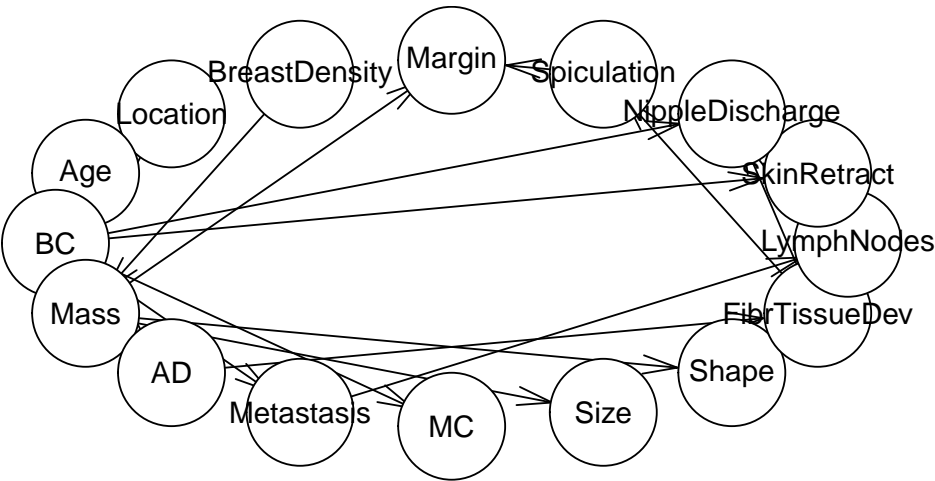 Margin
BreastDensity
Spiculation
Location
NippleDischarge
Age
SkinRetract
BC
LymphNodes
Mass
FibrTissueDev
AD
Shape
Metastasis
MC
Size